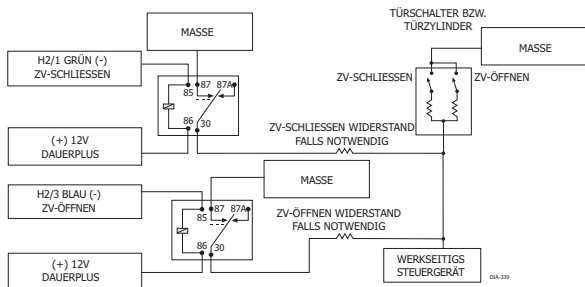 MASSE
TÜRSCHALTER BZW.
TÜRZYLINDER
MASSE
H2/1 GRÜN (-)
ZV-SCHLIESSEN
85
87
87A
ZV-SCHLIESSEN
ZV-ÖFFNEN
86
30
(+) 12V
DAUERPLUS
ZV-SCHLIESSEN WIDERSTAND
FALLS NOTWENDIG
H2/3 BLAU (-)
ZV-ÖFFNEN
MASSE
85
87
87A
ZV-ÖFFNEN WIDERSTAND
FALLS NOTWENDIG
86
30
(+) 12V
DAUERPLUS
WERKSEITIGS
STEUERGERÄT
DIA-339